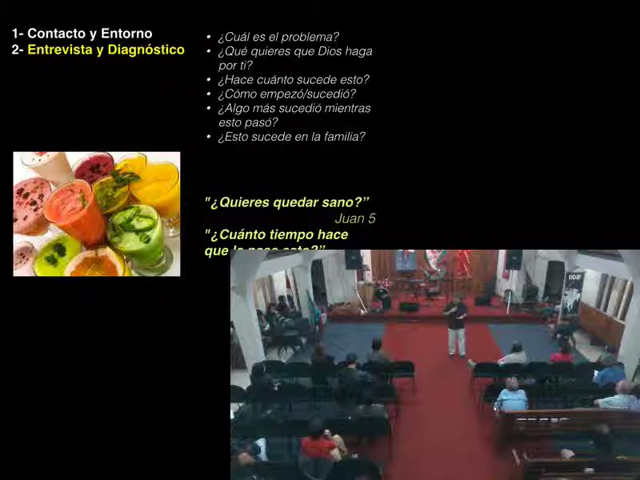 1- Contacto y Entorno
2- Entrevista y Diagnóstico
• ¿Cuál es el problema?
• ¿Qué quieres que Dios haga
por ti?
• ¿Hace cuánto sucede esto?
• ¿Cómo empezó/sucedió?
• ¿Algo más sucedió mientras
esto pasó?
• ¿Esto sucede en la familia?
"¿Quieres quedar sano?”
Juan 5
"¿Cuánto tiempo hace
que